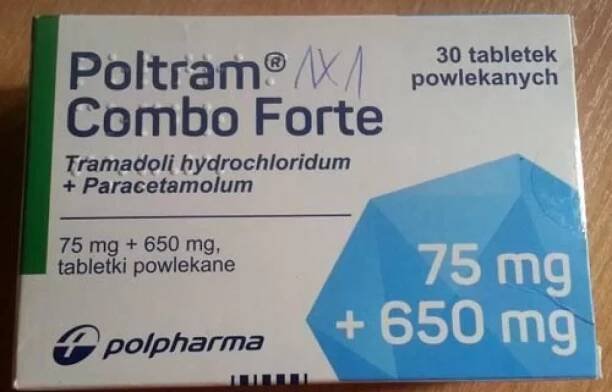 Poltram® 1x1
Combo Forte
30 tabletek
powlekanych
Tramadoli hydrochloridum
+ Paracetamolum
75 mg + 650 mg,
tabletki powlekane
75 mg
+ 650 mg
polpharma